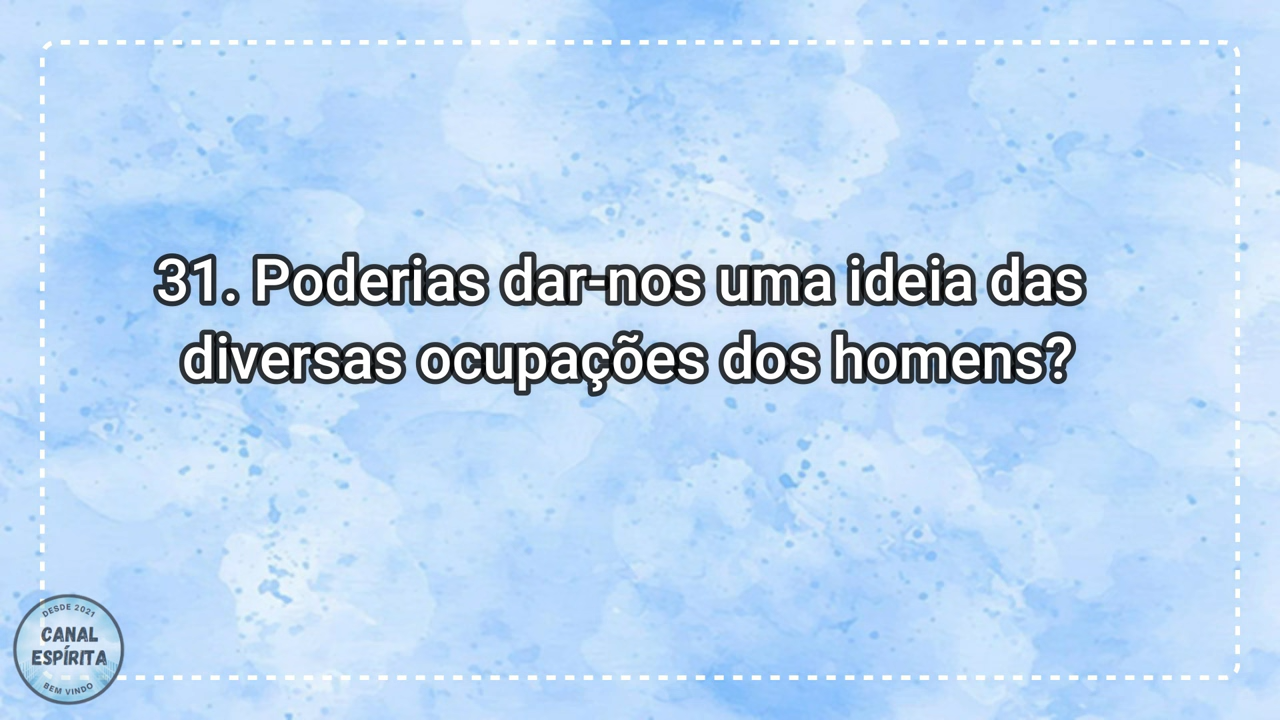 31. Poderias dar-nos uma ideia das
diversas ocupações dos homens?
DESDE 2021
CANAL
ESPÍRITA
BEM VINDO